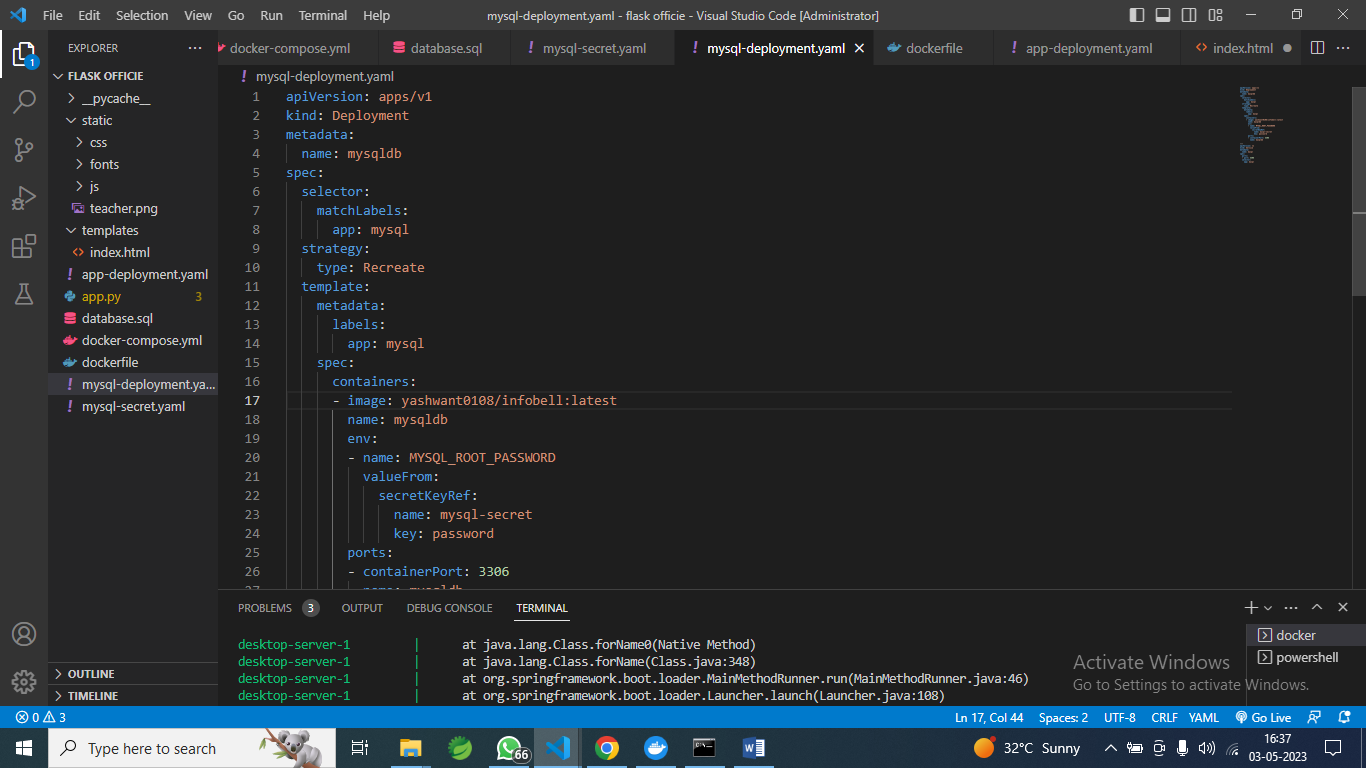 File Edit Selection View Go Run Terminal Help
mysql-deployment.yaml - flask officie - Visual Studio Code [Administrator]
EXPLORER
docker-compose.yml
database.sql
! mysql-secret.yaml
! mysql-deployment.yaml
dockerfile
! app-deployment.yaml
<> index.html
1
FLASK OFFICIE
__pycache__
static
css
fonts
js
teacher.png
templates
<> index.html
! app-deployment.yaml
app.py 3
database.sql
docker-compose.yml
dockerfile
! mysql-deployment.ya...
! mysql-secret.yaml
OUTLINE
TIMELINE
! mysql-deployment.yaml
1 apiVersion: apps/v1
2 kind: Deployment
3 metadata:
4 name: mysqldb
5 spec:
6 selector:
7 matchLabels:
8 app: mysql
9 strategy:
10 type: Recreate
11 template:
12 metadata:
13 labels:
14 app: mysql
15 spec:
16 containers:
17 - image: yashwant0108/infobell:latest
18 name: mysqldb
19 env:
20 - name: MYSQL_ROOT_PASSWORD
21 valueFrom:
22 secretKeyRef:
23 name: mysql-secret
24 key: password
25 ports:
26 - containerPort: 3306
27 name: mysqldb
PROBLEMS 3 OUTPUT DEBUG CONSOLE TERMINAL
desktop-server-1 | at java.lang.Class.forName0(Native Method)
desktop-server-1 | at java.lang.Class.forName(Class.java:348)
desktop-server-1 | at org.springframework.boot.loader.MainMethodRunner.run(MainMethodRunner.java:46)
desktop-server-1 | at org.springframework.boot.loader.Launcher.launch(Launcher.java:108)
docker
powershell
Activate Windows
Go to Settings to activate Windows.
0 3 Ln 17, Col 44 Spaces: 2 UTF-8 CRLF YAML Go Live
Type here to search
66
32°C Sunny
16:37
03-05-2023